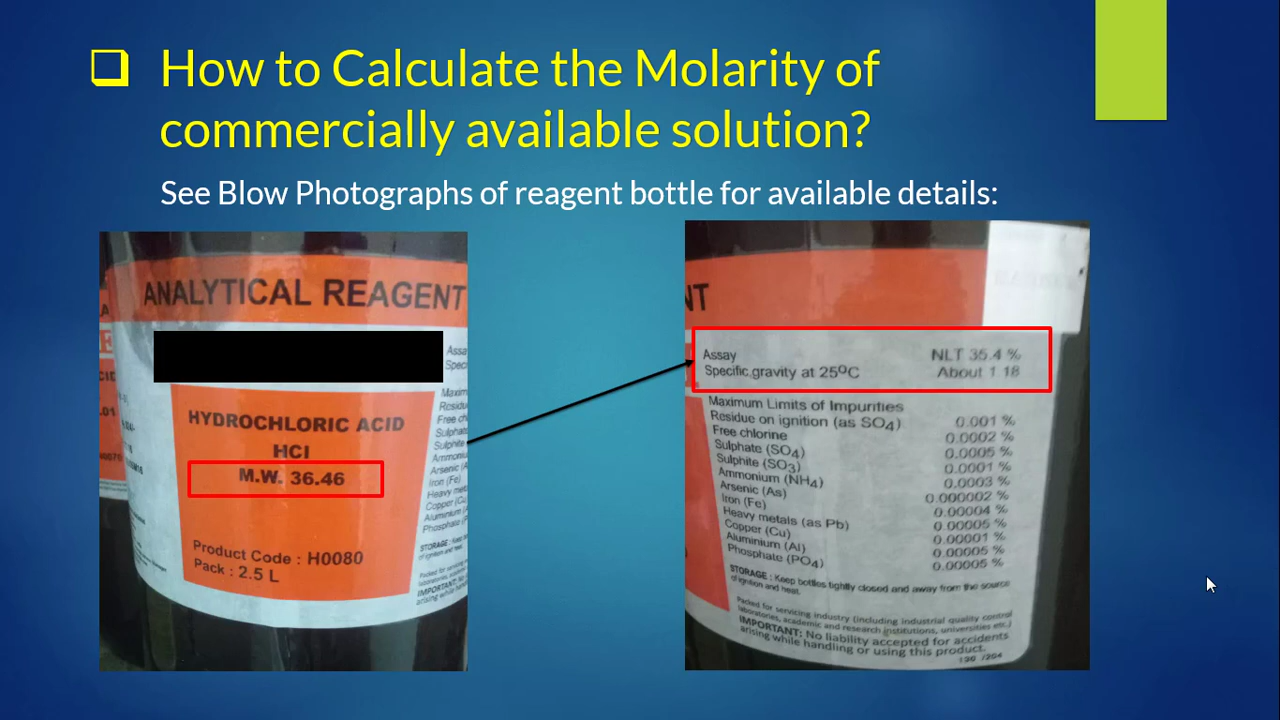 How to Calculate the Molarity of
commercially available solution?
See Blow Photographs of reagent bottle for available details:
ANALYTICAL REAGENT
HYDROCHLORIC ACID
HCl
M.W. 36.46
Product Code : H0080
Pack : 2.5 L
NT
Assay NLT 35.4 %
Specific gravity at 25°C About 1 18
Maximum Limits of Impurities
Residue on ignition (as SO4) 0.001 %
Free chlorine 0.0002 %
Sulphate (SO4) 0.0005 %
Sulphite (SO3) 0.0001 %
Ammonium (NH4) 0.0003 %
Arsenic (As) 0.000002 %
Iron (Fe) 0.00004 %
Heavy metals (as Pb) 0.00005 %
Copper (Cu) 0.00001 %
Aluminium (Al) 0.00005 %
Phosphate (PO4) 0.00005 %
STORAGE : Keep bottles tightly closed and away from the source
of ignition and heat.
Packed for servicing industry (including industrial quality control
laboratories, academic and research institutions, universities etc.)
IMPORTANT: No liability accepted for accidents
arising while handling or using this product.